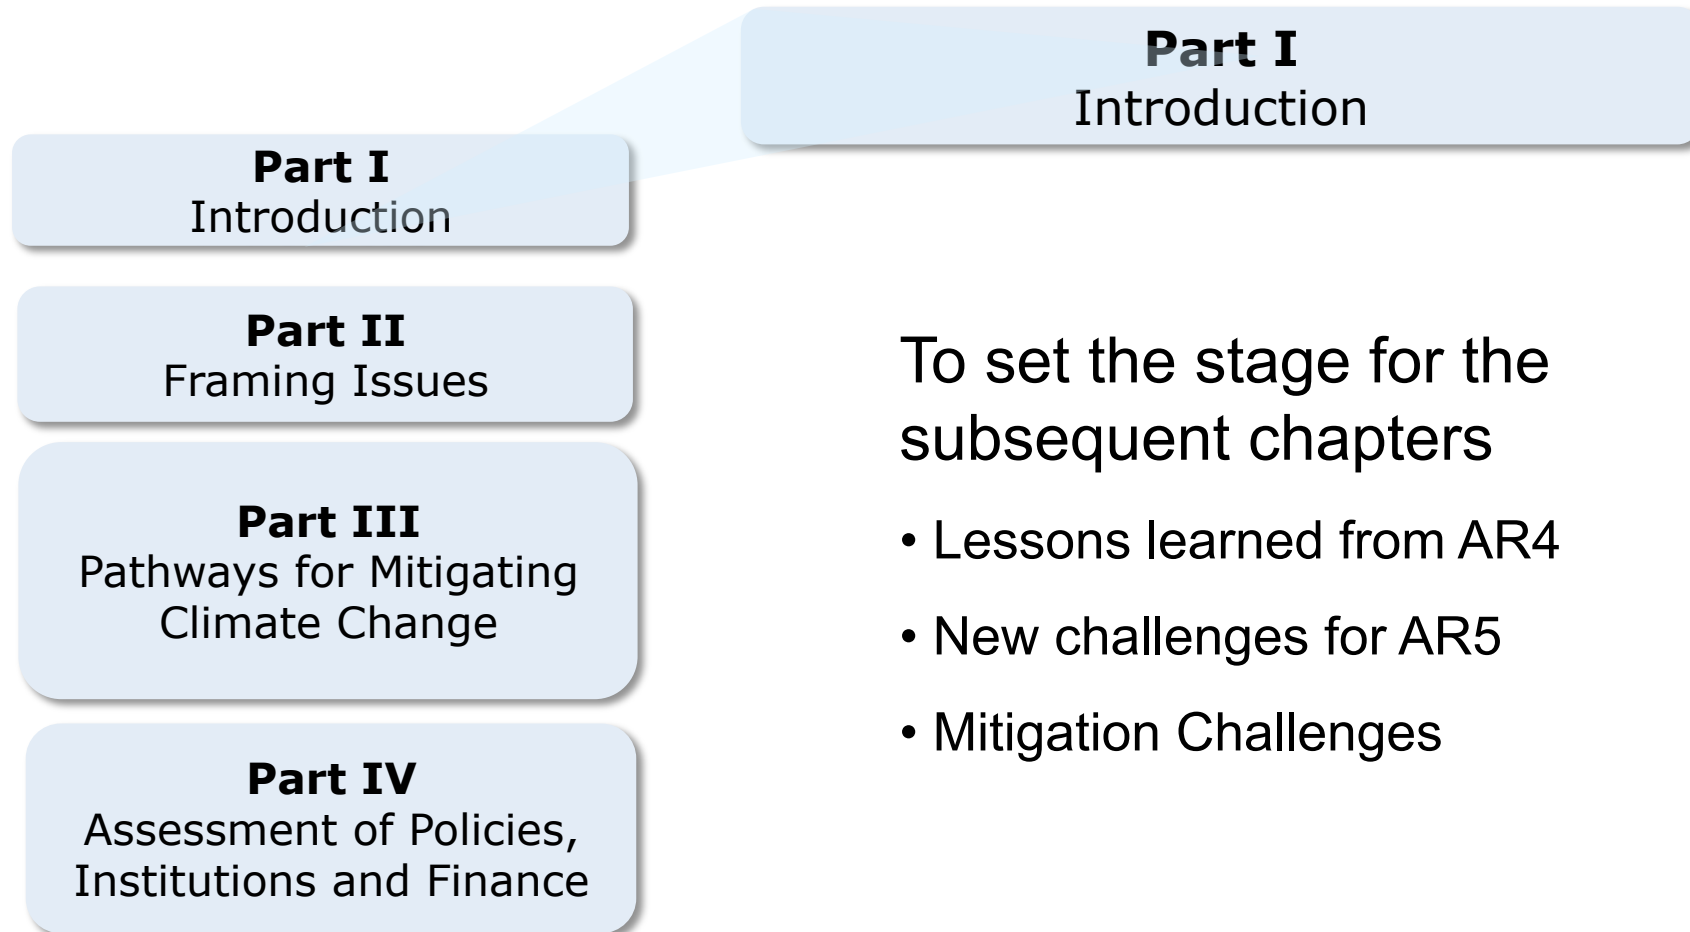 Part I
Introduction
Part II
Framing Issues
Part III
Pathways for Mitigating
Climate Change
Part IV
Assessment of Policies,
Institutions and Finance
Part I
Introduction
To set the stage for the
subsequent chapters
• Lessons learned from AR4
• New challenges for AR5
• Mitigation Challenges